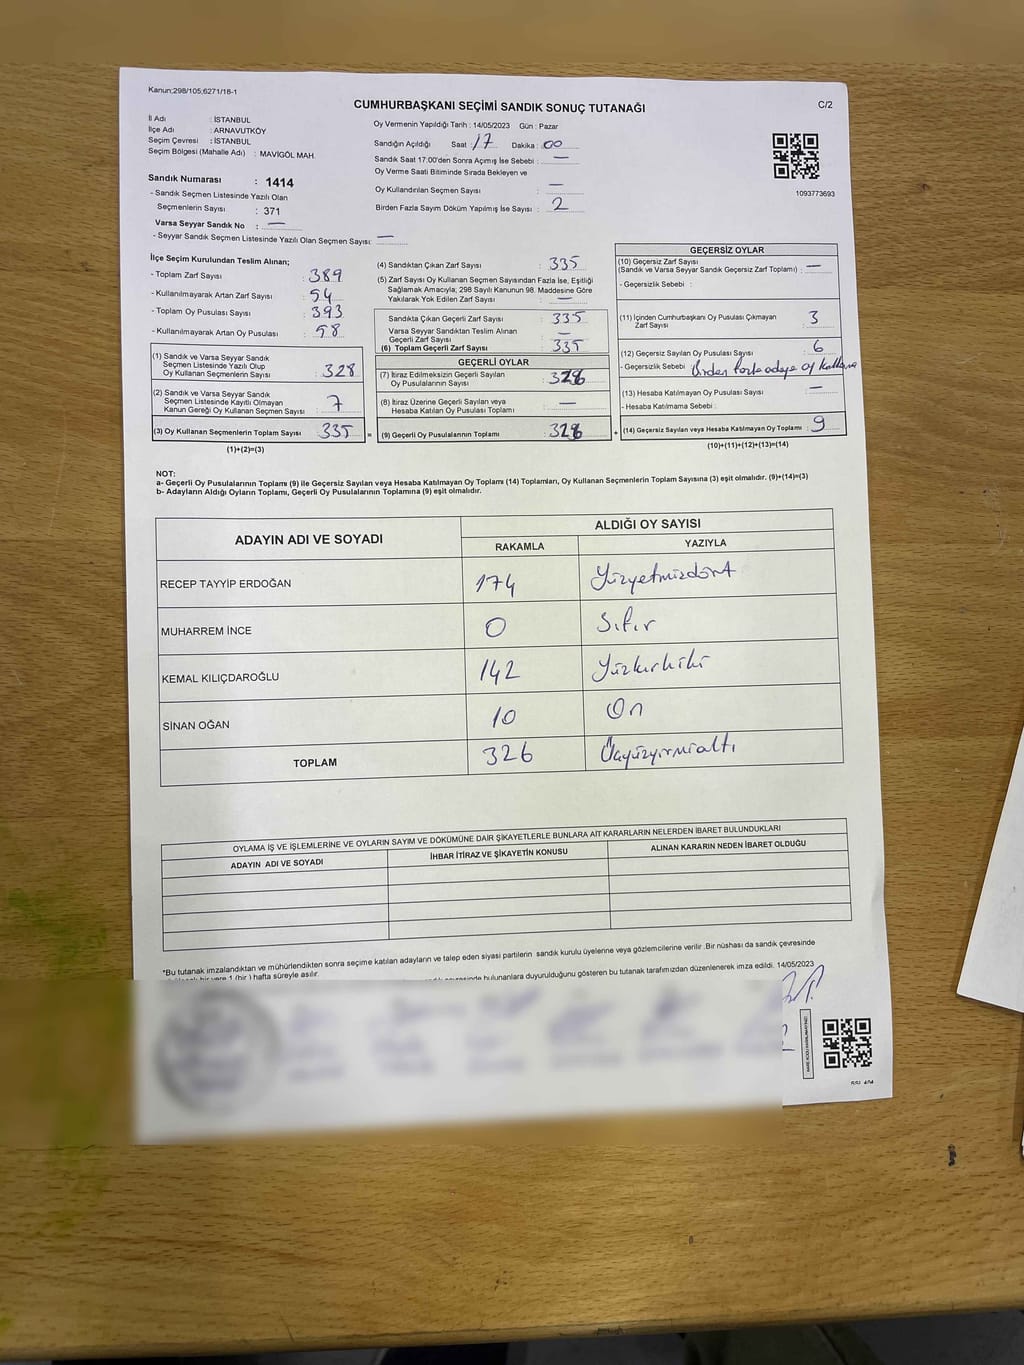 Kanun;298/105,6271/18-1
C/2
CUMHURBAŞKANI SEÇİMİ SANDIK SONUÇ TUTANAĞI
İl Adı : İSTANBUL
İlçe Adı : ARNAVUTKÖY
Seçim Çevresi : İSTANBUL
Seçim Bölgesi (Mahalle Adı) : MAVİGÖL MAH.
Sandık Numarası : 1414
- Sandık Seçmen Listesinde Yazılı Olan
Seçmenlerin Sayısı : 371
Varsa Seyyar Sandık No : —
- Seyyar Sandık Seçmen Listesinde Yazılı Olan Seçmen Sayısı: —
Oy Vermenin Yapıldığı Tarih : 14/05/2023 Gün : Pazar
Sandığın Açıldığı Saat : 17 Dakika : 00
Sandık Saat 17:00'den Sonra Açımış İse Sebebi : —
Oy Verme Saati Bitiminde Sırada Bekleyen ve
Oy Kullandırılan Seçmen Sayısı : —
Birden Fazla Sayım Döküm Yapılmış İse Sayısı : 2
1093773693
İlçe Seçim Kurulundan Teslim Alınan;
- Toplam Zarf Sayısı : 389
- Kullanılmayarak Artan Zarf Sayısı : 54
- Toplam Oy Pusulası Sayısı : 393
- Kullanılmayarak Artan Oy Pusulası : 58
(1) Sandık ve Varsa Seyyar Sandık
Seçmen Listesinde Yazılı Olup
Oy Kullanan Seçmenlerin Sayısı : 328
(2) Sandık ve Varsa Seyyar Sandık
Seçmen Listesinde Kayıtlı Olmayan
Kanun Gereği Oy Kullanan Seçmen Sayısı : 7
(3) Oy Kullanan Seçmenlerin Toplam Sayısı : 335
(1)+(2)=(3)
(4) Sandıktan Çıkan Zarf Sayısı : 335
(5) Zarf Sayısı Oy Kullanan Seçmen Sayısından Fazla İse, Eşitliği
Sağlamak Amacıyla; 298 Sayılı Kanunun 98. Maddesine Göre
Yakılarak Yok Edilen Zarf Sayısı : —
Sandıkta Çıkan Geçerli Zarf Sayısı : 335
Varsa Seyyar Sandıktan Teslim Alınan
Geçerli Zarf Sayısı : —
(6) Toplam Geçerli Zarf Sayısı : 335
GEÇERLİ OYLAR
(7) İtiraz Edilmeksizin Geçerli Sayılan
Oy Pusulalarının Sayısı : 326
(8) İtiraz Üzerine Geçerli Sayılan veya
Hesaba Katılan Oy Pusulası Toplamı : —
= (9) Geçerli Oy Pusulalarının Toplamı : 326
GEÇERSİZ OYLAR
(10) Geçersiz Zarf Sayısı
(Sandık ve Varsa Seyyar Sandık Geçersiz Zarf Toplamı) : —
- Geçersizlik Sebebi :
(11) İçinden Cumhurbaşkanı Oy Pusulası Çıkmayan
Zarf Sayısı : 3
(12) Geçersiz Sayılan Oy Pusulası Sayısı : 6
- Geçersizlik Sebebi : Birden fazla adaya oy kullanma
(13) Hesaba Katılmayan Oy Pusulası Sayısı : —
- Hesaba Katılmama Sebebi :
+ (14) Geçersiz Sayılan veya Hesaba Katılmayan Oy Toplamı : 9
(10)+(11)+(12)+(13)=(14)
NOT:
a- Geçerli Oy Pusulalarının Toplamı (9) ile Geçersiz Sayılan veya Hesaba Katılmayan Oy Toplamı (14) Toplamları, Oy Kullanan Seçmenlerin Toplam Sayısına (3) eşit olmalıdır. (9)+(14)=(3)
b- Adayların Aldığı Oyların Toplamı, Geçerli Oy Pusulalarının Toplamına (9) eşit olmalıdır.
ADAYIN ADI VE SOYADI ALDIĞI OY SAYISI
RAKAMLA YAZIYLA
RECEP TAYYİP ERDOĞAN 174 Yüzyetmişdört
MUHARREM İNCE 0 Sıfır
KEMAL KILIÇDAROĞLU 142 Yüzkırkiki
SİNAN OĞAN 10 On
TOPLAM 326 Üçyüzyirmialtı
OYLAMA İŞ VE İŞLEMLERİNE VE OYLARIN SAYIM VE DÖKÜMÜNE DAİR ŞİKAYETLERLE BUNLARA AİT KARARLARIN NELERDEN İBARET BULUNDUKLARI
ADAYIN ADI VE SOYADI İHBAR İTİRAZ VE ŞİKAYETİN KONUSU ALINAN KARARIN NEDEN İBARET OLDUĞU
*Bu tutanak imzalandıktan ve mühürlendikten sonra seçime katılan adayların ve talep eden siyasi partilerin sandık kurulu üyelerine veya gözlemcilerine verilir .Bir nüshası da sandık çevresinde
bir yere 1 (bir ) hafta süreyle asılır.
bulunanlara duyurulduğunu gösteren bu tutanak tarafımızdan düzenlenerek imza edildi. 14/05/2023